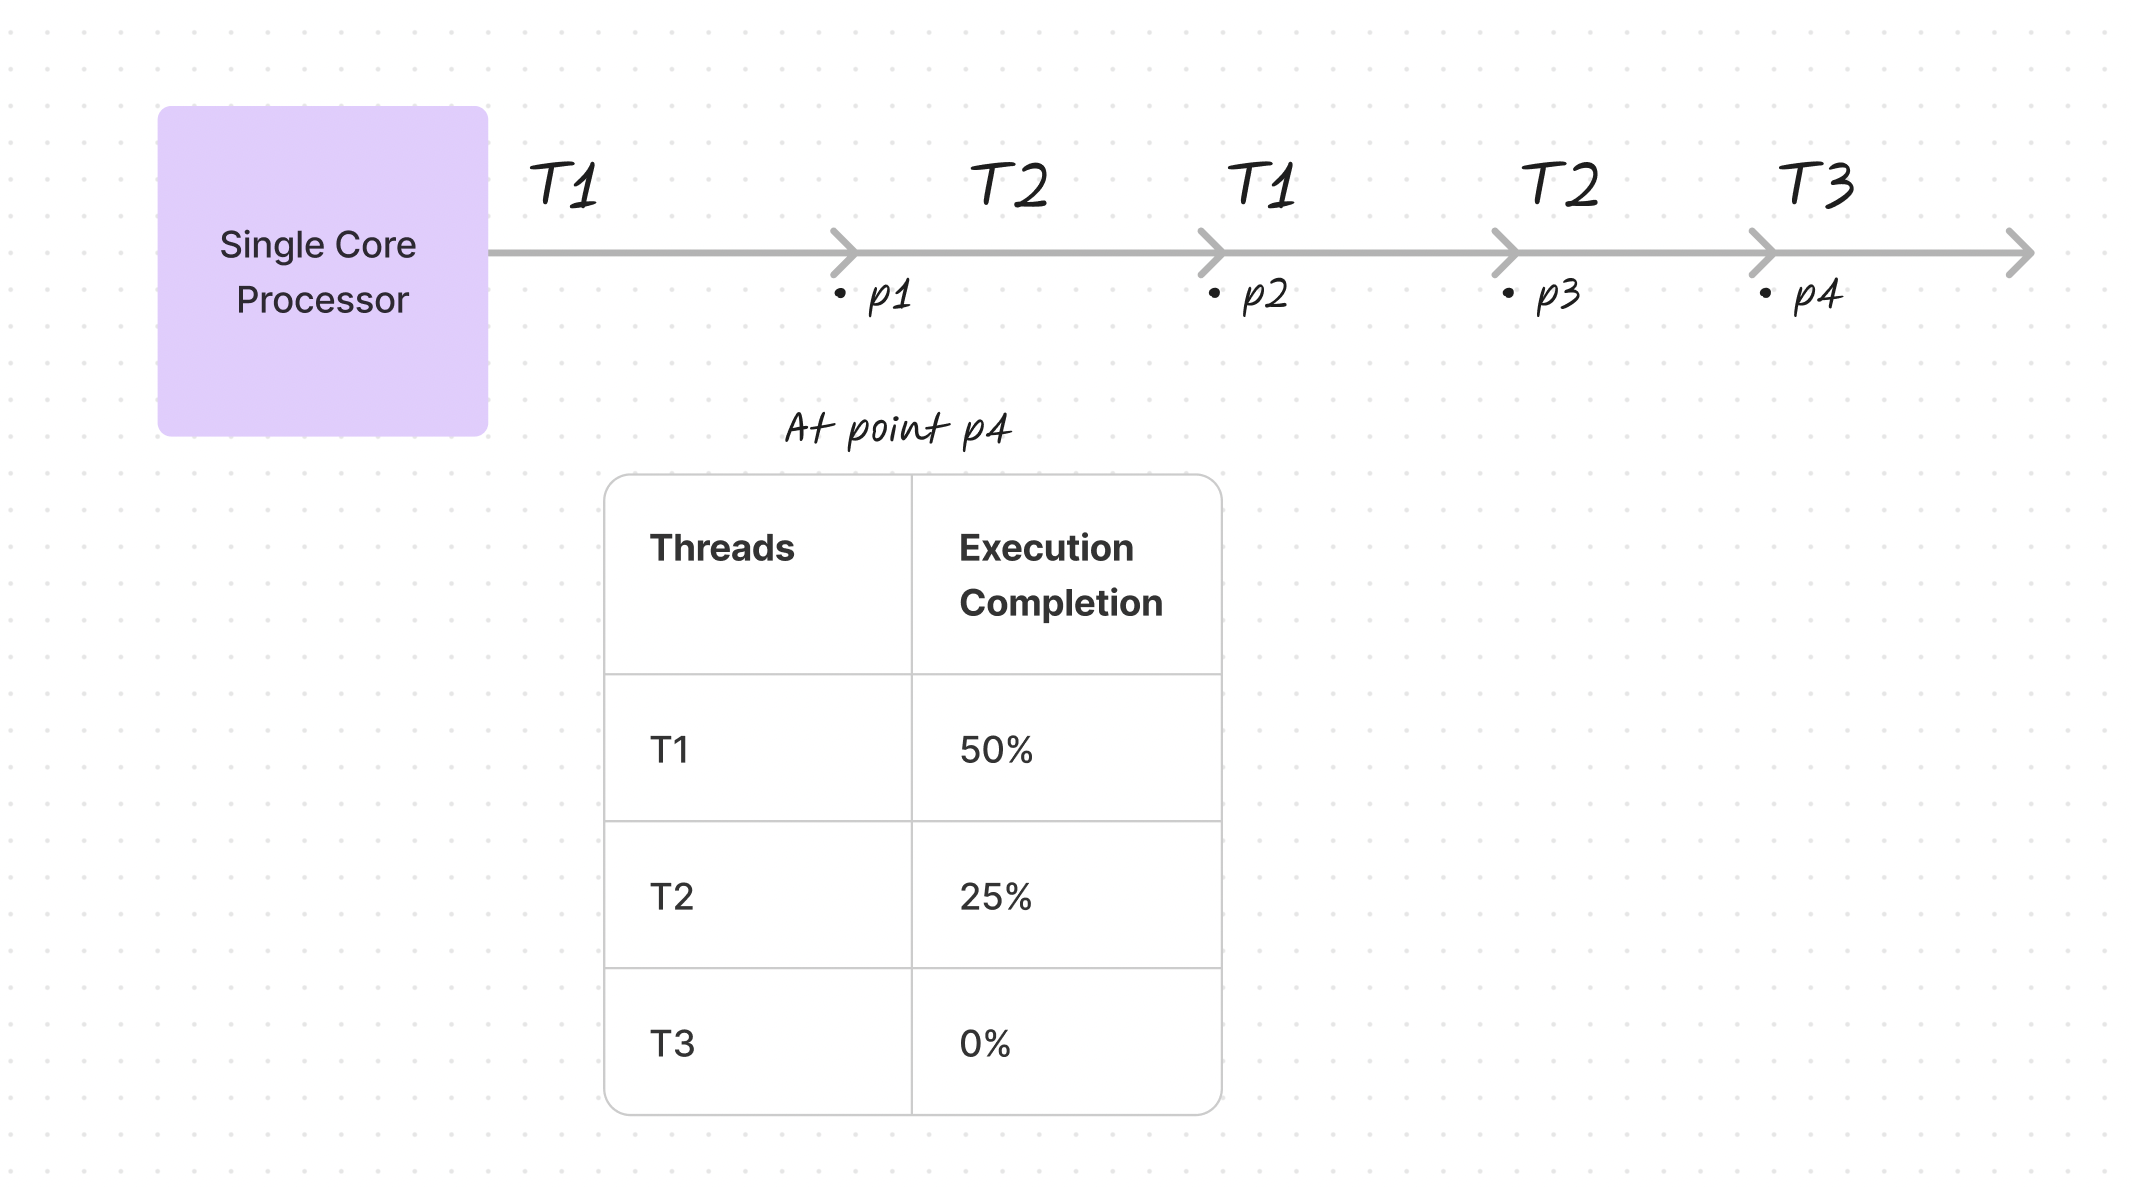 T1 T2 T1 T2 T3
Single Core
Processor
• p1 • p2 • p3 • p4
At point p4
Threads Execution
Completion
T1 50%
T2 25%
T3 0%